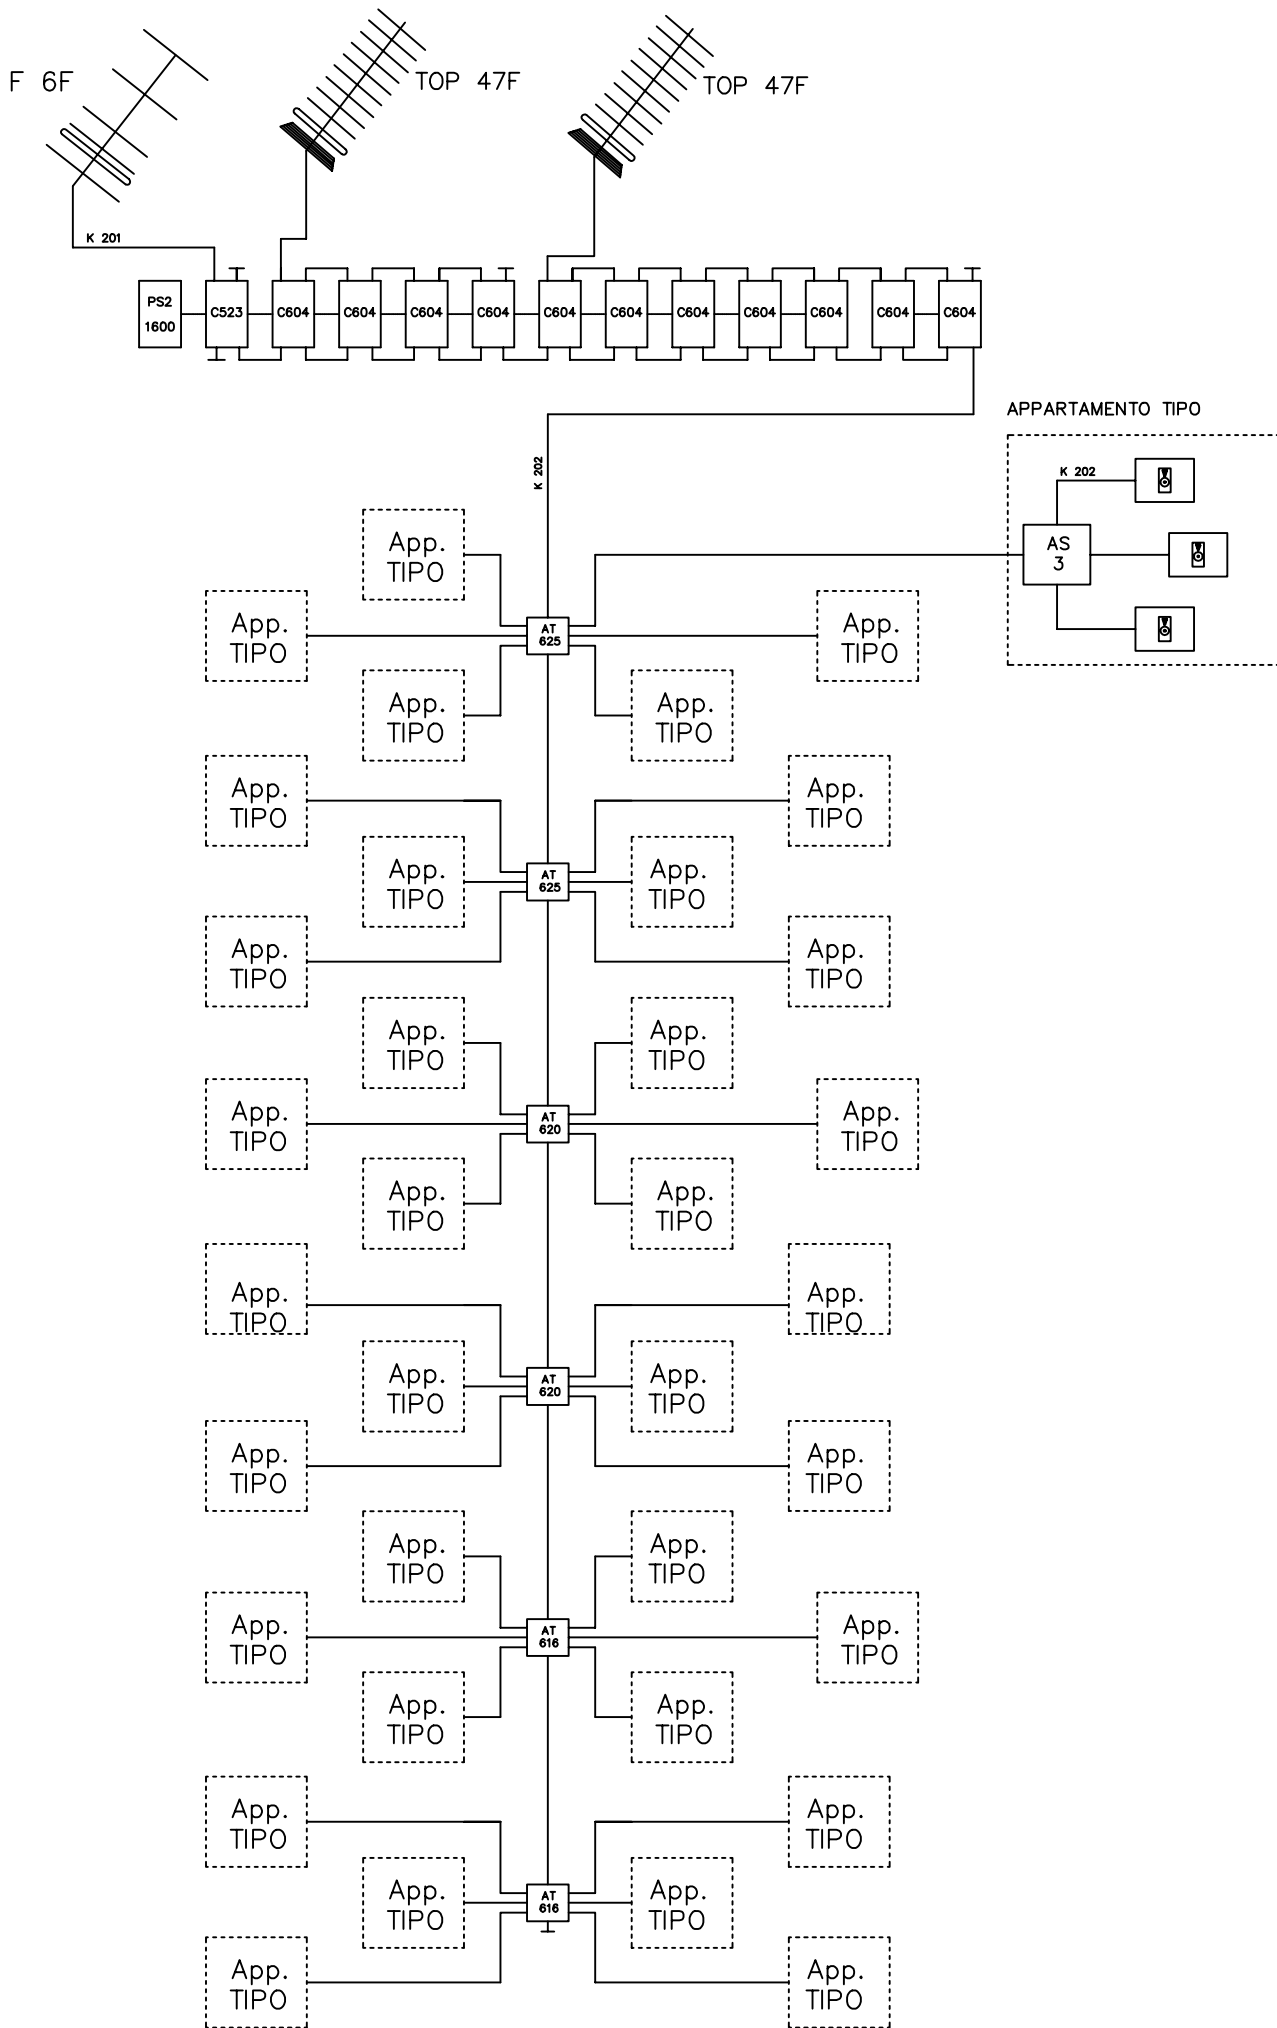 F 6F
TOP 47F
TOP 47F
K 201
PS2
1600
C523
C604
C604
C604
C604
C604
C604
C604
C604
C604
C604
C604
APPARTAMENTO TIPO
K 202
K 202
AS
3
App.
TIPO
App.
TIPO
AT
625
App.
TIPO
App.
TIPO
App.
TIPO
App.
TIPO
App.
TIPO
App.
TIPO
AT
625
App.
TIPO
App.
TIPO
App.
TIPO
App.
TIPO
App.
TIPO
App.
TIPO
AT
620
App.
TIPO
App.
TIPO
App.
TIPO
App.
TIPO
App.
TIPO
App.
TIPO
AT
620
App.
TIPO
App.
TIPO
App.
TIPO
App.
TIPO
App.
TIPO
App.
TIPO
AT
616
App.
TIPO
App.
TIPO
App.
TIPO
App.
TIPO
App.
TIPO
App.
TIPO
AT
616
App.
TIPO
App.
TIPO
App.
TIPO